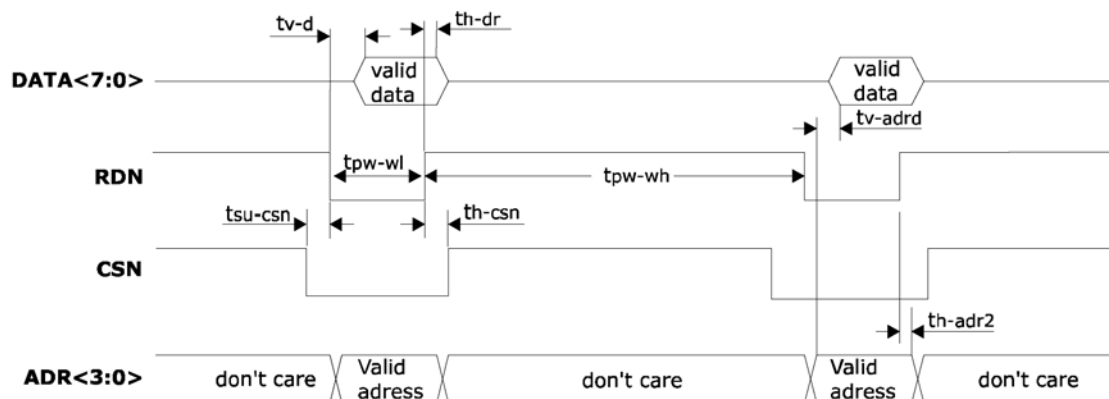 tv-d
th-dr
DATA<7:0>
valid
data
valid
data
tv-adrd
RDN
tpw-wl
tpw-wh
tsu-csn
th-csn
CSN
th-adr2
ADR<3:0>
don't care
Valid
adress
don't care
Valid
adress
don't care